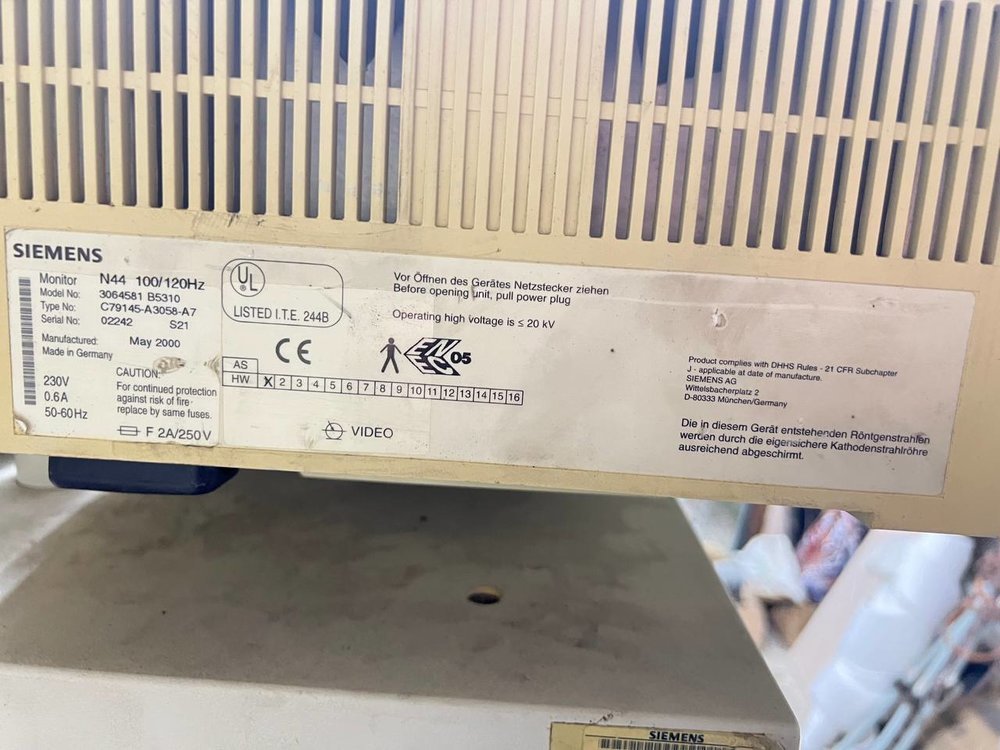 SIEMENS
Monitor N44 100/120Hz
Model No: 3064581 B5310
Type No: C79145-A3058-A7
Serial No: 02242 S21
Manufactured: May 2000
Made in Germany
230V
0.6A
50-60Hz
CAUTION:
For continued protection
against risk of fire
replace by same fuses.
F 2A/250V
UL
LISTED I.T.E. 244B
CE
AS
HW X 2 3 4 5 6 7 8 9 10 11 12 13 14 15 16
VIDEO
Vor Öffnen des Gerätes Netzstecker ziehen
Before opening unit, pull power plug
Operating high voltage is ≤ 20 kV
05
Product complies with DHHS Rules - 21 CFR Subchapter
J - applicable at date of manufacture.
SIEMENS AG
Wittelsbacherplatz 2
D-80333 München/Germany
Die in diesem Gerät entstehenden Röntgenstrahlen
werden durch die eigensichere Kathodenstrahlröhre
ausreichend abgeschirmt.
SIEMENS